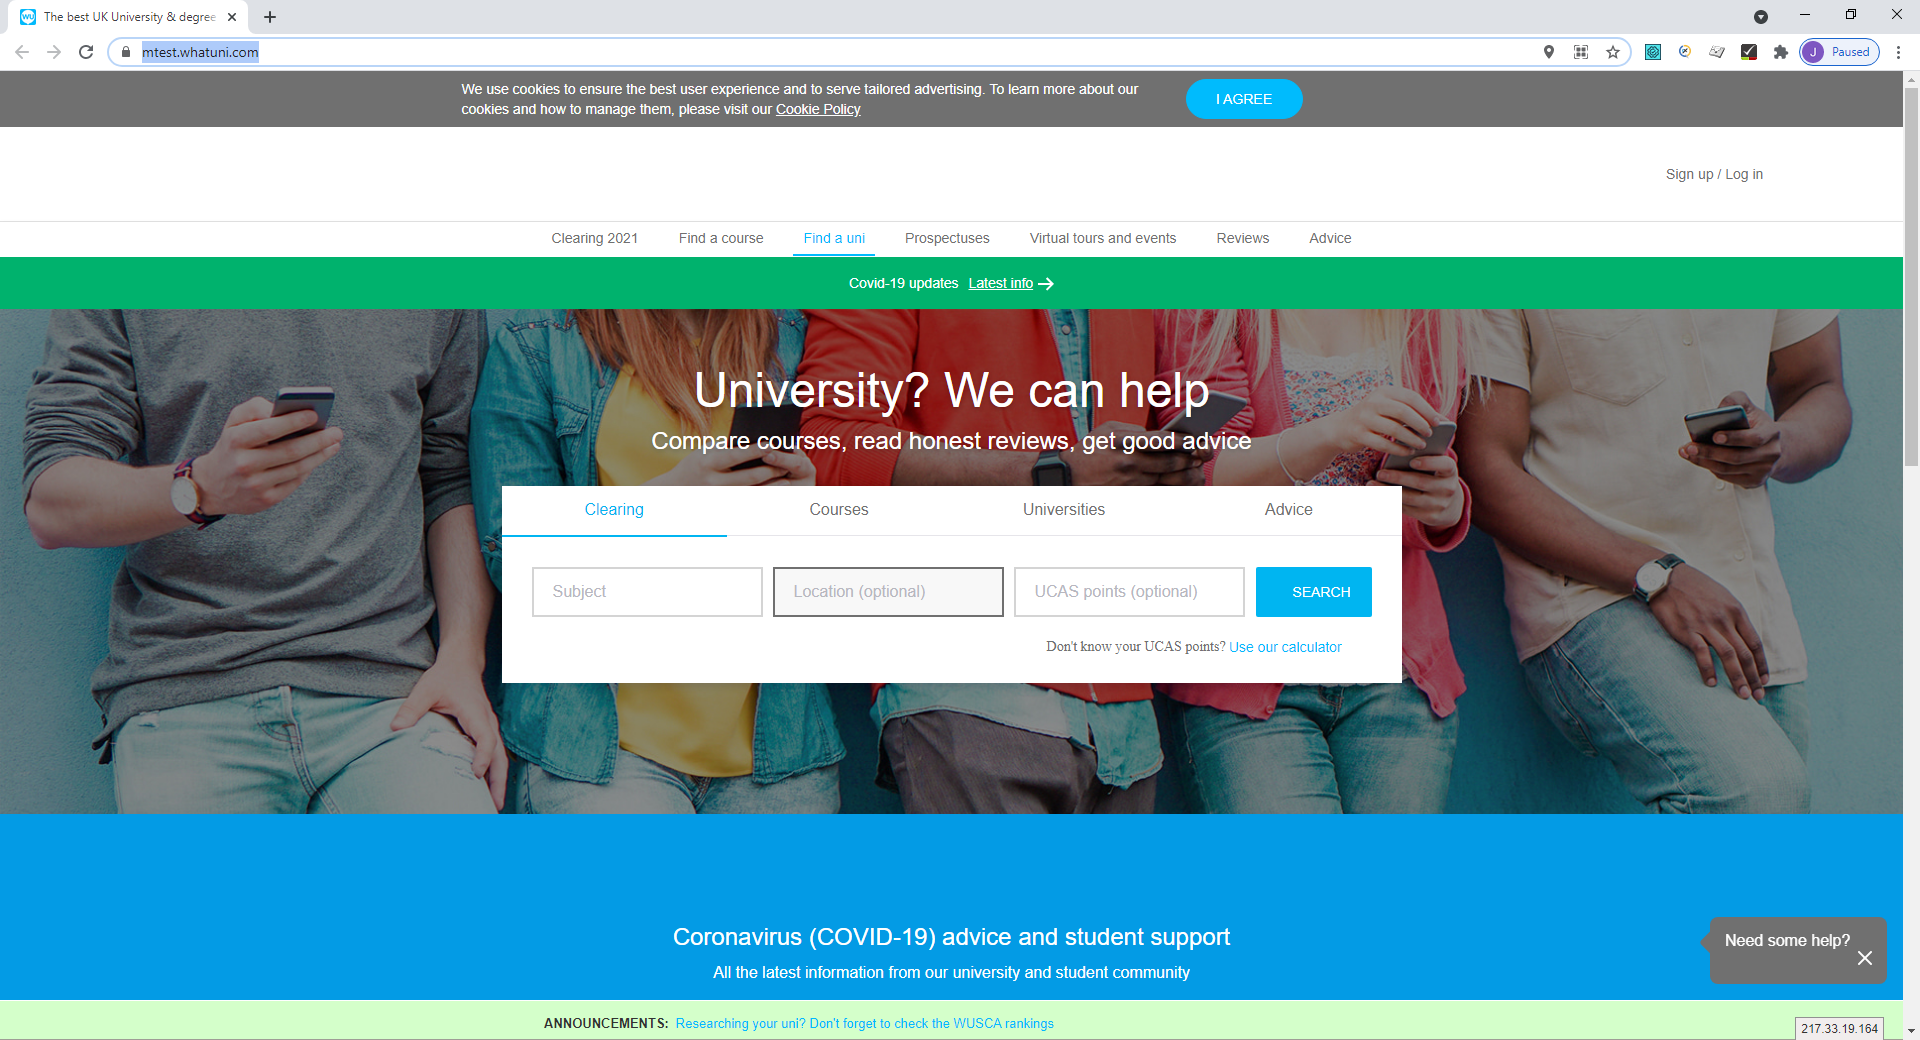 The best UK University & degree
mtest.whatuni.com
J Paused
We use cookies to ensure the best user experience and to serve tailored advertising. To learn more about our
cookies and how to manage them, please visit our Cookie Policy
I AGREE
Sign up / Log in
Clearing 2021 Find a course Find a uni Prospectuses Virtual tours and events Reviews Advice
Covid-19 updates Latest info
University? We can help
Compare courses, read honest reviews, get good advice
Clearing Courses Universities Advice
Subject Location (optional) UCAS points (optional) SEARCH
Don't know your UCAS points? Use our calculator
Coronavirus (COVID-19) advice and student support
All the latest information from our university and student community
Need some help?
ANNOUNCEMENTS: Researching your uni? Don't forget to check the WUSCA rankings
217.33.19.164